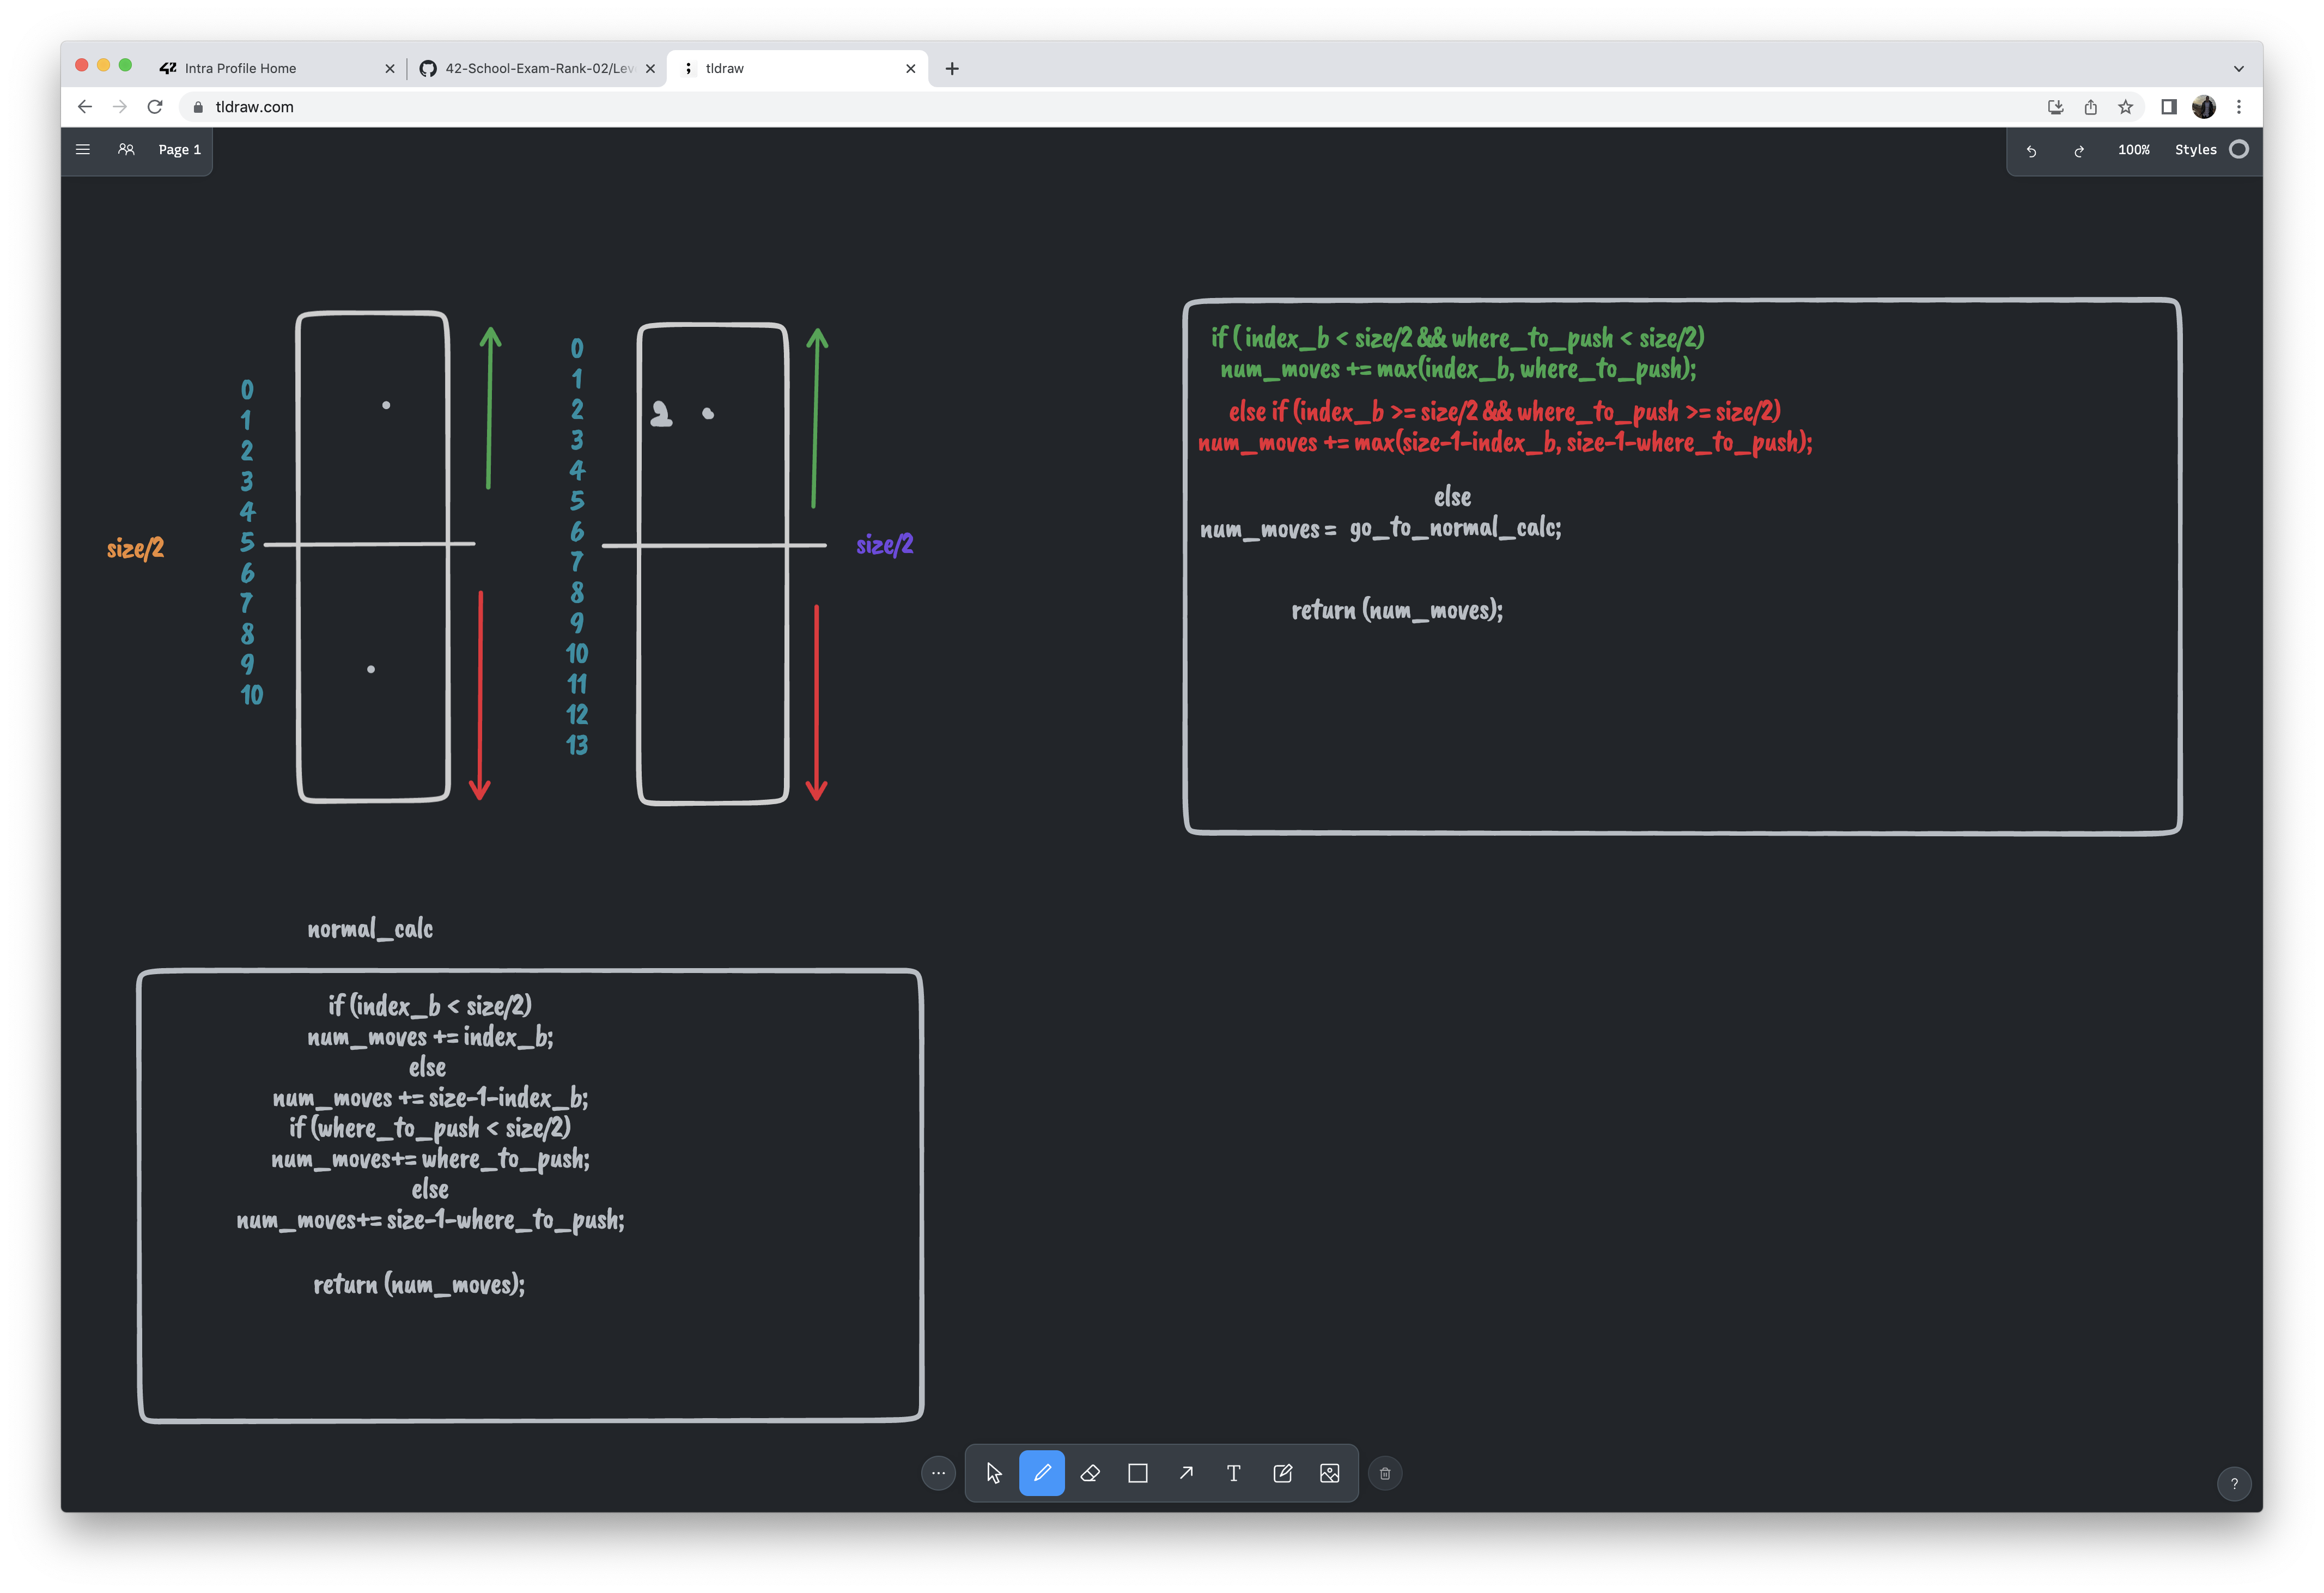 Intra Profile Home
42-School-Exam-Rank-02/Lev
tldraw
tldraw.com
Page 1
100%
Styles
size/2
0
1
2
3
4
5
6
7
8
9
10
0
1
2
3
4
5
6
7
8
9
10
11
12
13
2
size/2
if ( index_b < size/2 && where_to_push < size/2)
num_moves += max(index_b, where_to_push);
else if (index_b >= size/2 && where_to_push >= size/2)
num_moves += max(size-1-index_b, size-1-where_to_push);
else
num_moves = go_to_normal_calc;
return (num_moves);
normal_calc
if (index_b < size/2)
num_moves += index_b;
else
num_moves += size-1-index_b;
if (where_to_push < size/2)
num_moves+= where_to_push;
else
num_moves+= size-1-where_to_push;
return (num_moves);
T
?